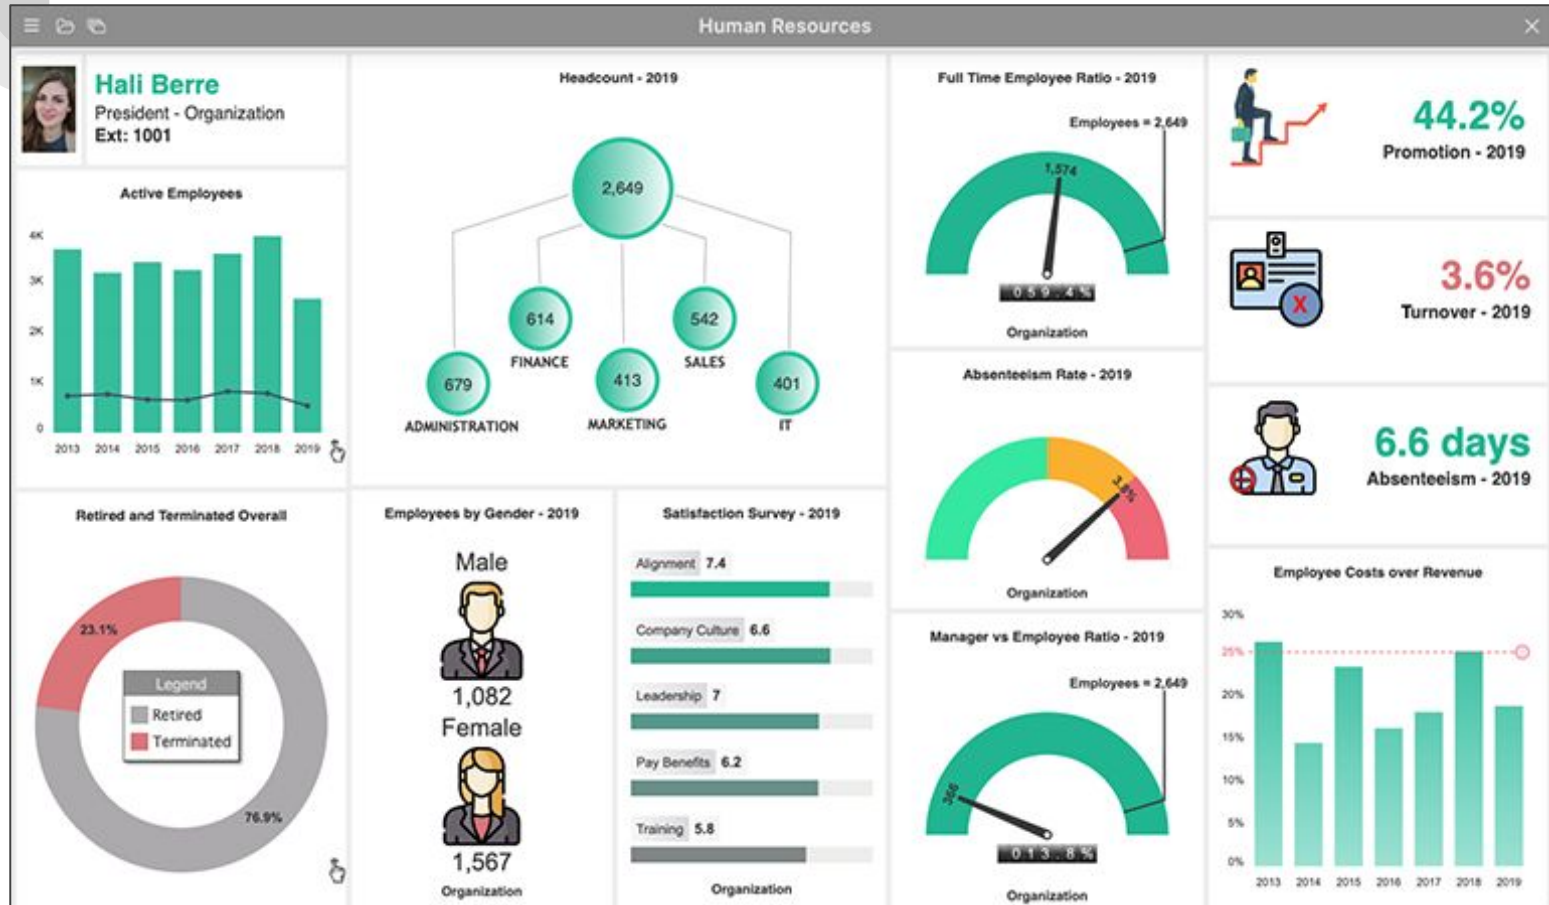 Human Resources
Hali Berre
President - Organization
Ext: 1001
Active Employees
4K
3K
2K
1K
0
2013 2014 2015 2016 2017 2018 2019
Headcount - 2019
2,649
614
542
FINANCE
SALES
679
413
401
ADMINISTRATION
MARKETING
IT
Full Time Employee Ratio - 2019
Employees = 2,649
1,574
059.4%
Organization
44.2%
Promotion - 2019
3.6%
Turnover - 2019
X
6.6 days
Absenteeism - 2019
Absenteeism Rate - 2019
3.8%
Organization
Retired and Terminated Overall
23.1%
Legend
Retired
Terminated
76.9%
Employees by Gender - 2019
Male
1,082
Female
1,567
Organization
Satisfaction Survey - 2019
Alignment 7.4
Company Culture 6.6
Leadership 7
Pay Benefits 6.2
Training 5.8
Organization
Manager vs Employee Ratio - 2019
Employees = 2,649
366
013.8%
Organization
Employee Costs over Revenue
30%
25%
20%
15%
10%
5%
0%
2013 2014 2015 2016 2017 2018 2019